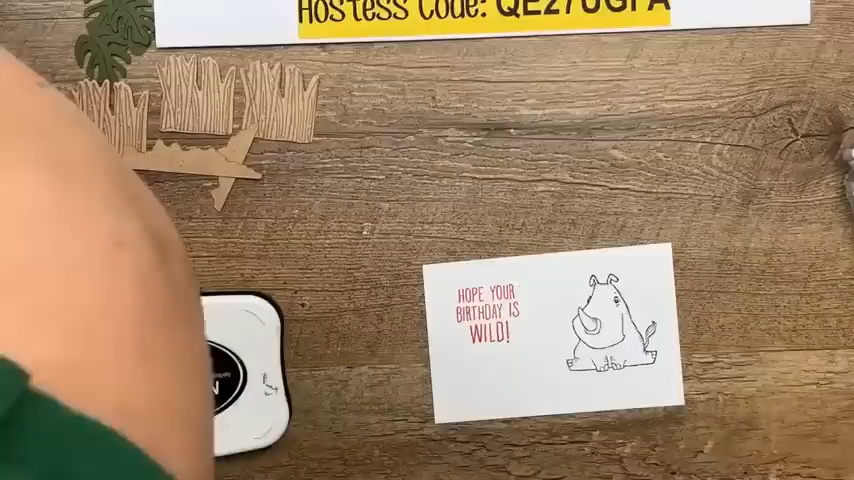 Hostess Code: QE27UGFA
HOPE YOUR
BIRTHDAY IS
WILD!
N